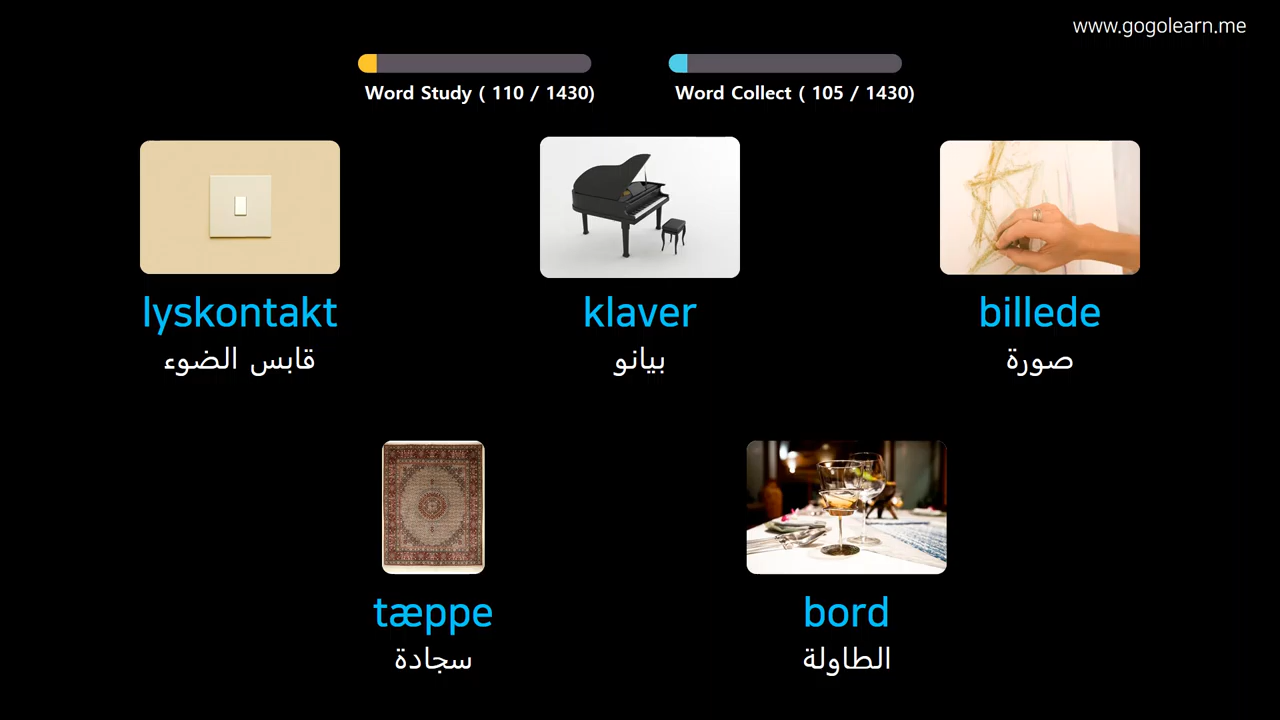 www.gogolearn.me
Word Study ( 110 / 1430)
Word Collect ( 105 / 1430)
lyskontakt
قابس الضوء
klaver
بيانو
billede
صورة
tæppe
سجادة
bord
الطاولة